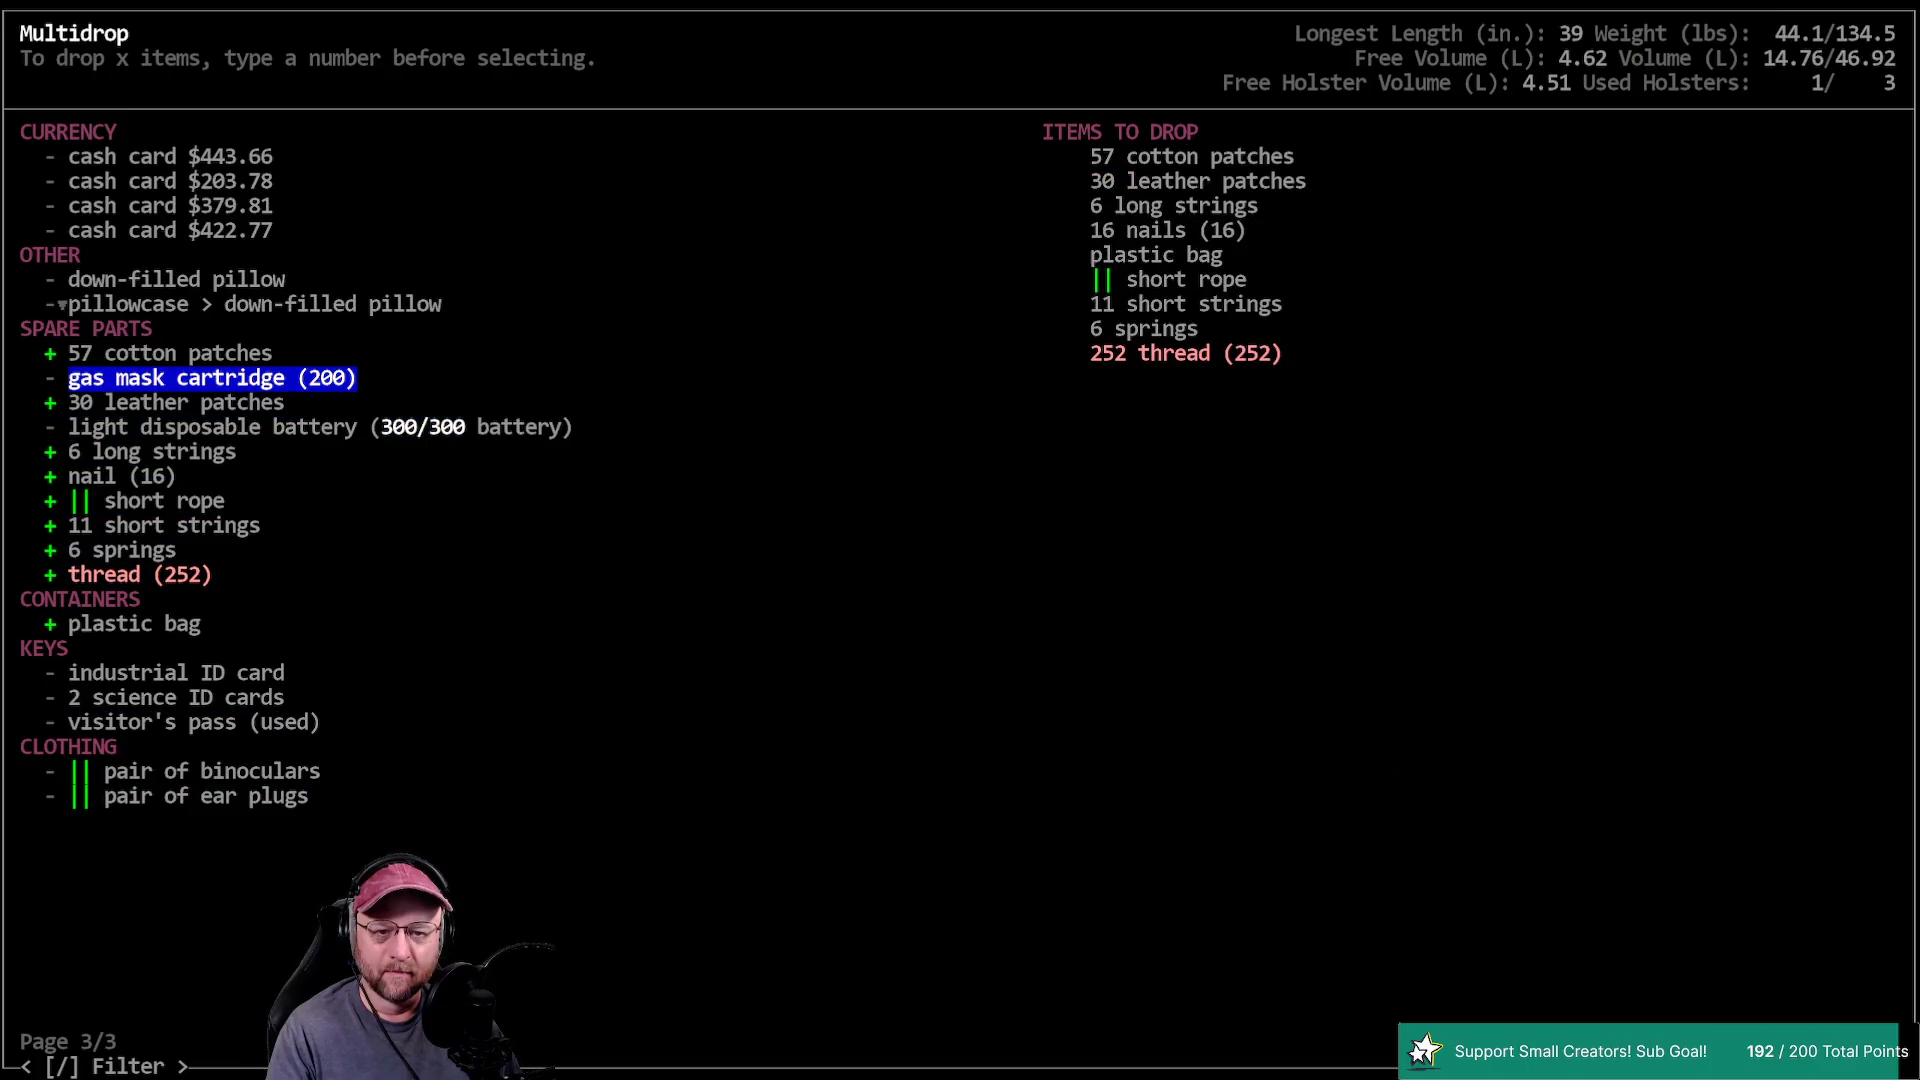 Multidrop
To drop x items, type a number before selecting.
Longest Length (in.): 39 Weight (lbs): 44.1/134.5
Free Volume (L): 4.62 Volume (L): 14.76/46.92
Free Holster Volume (L): 4.51 Used Holsters: 1/ 3
CURRENCY
- cash card $443.66
- cash card $203.78
- cash card $379.81
- cash card $422.77
OTHER
- down-filled pillow
-▾pillowcase > down-filled pillow
SPARE PARTS
+ 57 cotton patches
- gas mask cartridge (200)
+ 30 leather patches
- light disposable battery (300/300 battery)
+ 6 long strings
+ nail (16)
+ || short rope
+ 11 short strings
+ 6 springs
+ thread (252)
CONTAINERS
+ plastic bag
KEYS
- industrial ID card
- 2 science ID cards
- visitor's pass (used)
CLOTHING
- || pair of binoculars
- || pair of ear plugs
ITEMS TO DROP
57 cotton patches
30 leather patches
6 long strings
16 nails (16)
plastic bag
|| short rope
11 short strings
6 springs
252 thread (252)
Page 3/3
< [/] Filter >
Support Small Creators! Sub Goal! 192 / 200 Total Points